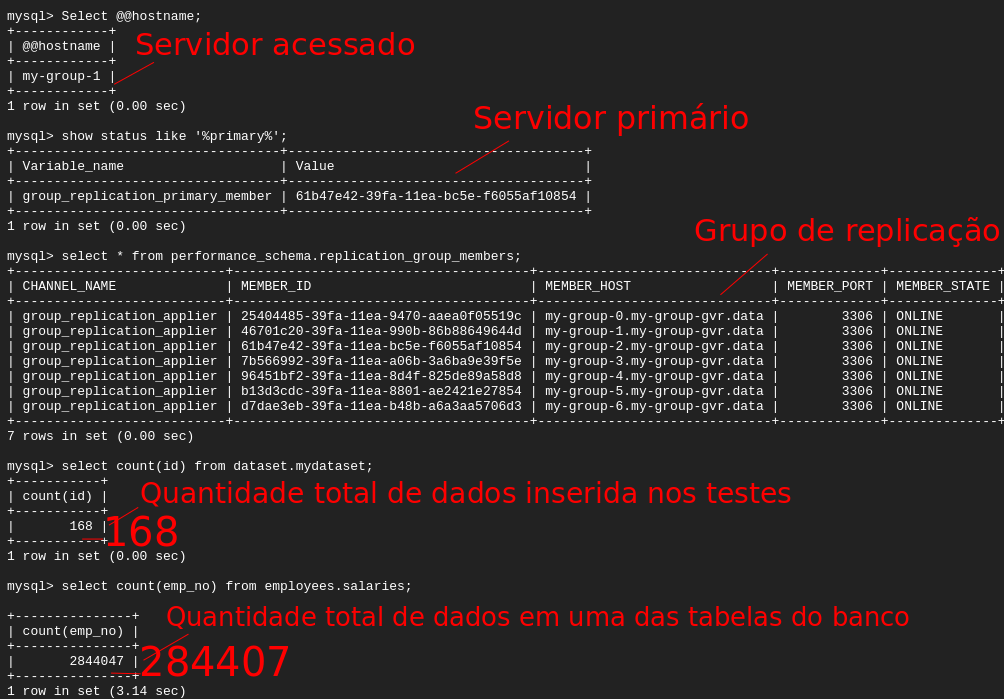 mysql> Select @@hostname;
+------------+
| @@hostname |
Servidor acessado
+------------+
| my-group-1 |
+------------+
1 row in set (0.00 sec)
Servidor primário
mysql> show status like '%primary%';
+----------------------------------+--------------------------------------+
| Variable_name                    | Value                                |
+----------------------------------+--------------------------------------+
| group_replication_primary_member | 61b47e42-39fa-11ea-bc5e-f6055af10854 |
+----------------------------------+--------------------------------------+
1 row in set (0.00 sec)
Grupo de replicação
mysql> select * from performance_schema.replication_group_members;
+---------------------------+--------------------------------------+------------------------------+-------------+--------------+
| CHANNEL_NAME              | MEMBER_ID                            | MEMBER_HOST                  | MEMBER_PORT | MEMBER_STATE |
+---------------------------+--------------------------------------+------------------------------+-------------+--------------+
| group_replication_applier | 25404485-39fa-11ea-9470-aaea0f05519c | my-group-0.my-group-gvr.data |        3306 | ONLINE       |
| group_replication_applier | 46701c20-39fa-11ea-990b-86b88649644d | my-group-1.my-group-gvr.data |        3306 | ONLINE       |
| group_replication_applier | 61b47e42-39fa-11ea-bc5e-f6055af10854 | my-group-2.my-group-gvr.data |        3306 | ONLINE       |
| group_replication_applier | 7b566992-39fa-11ea-a06b-3a6ba9e39f5e | my-group-3.my-group-gvr.data |        3306 | ONLINE       |
| group_replication_applier | 96451bf2-39fa-11ea-8d4f-825de89a58d8 | my-group-4.my-group-gvr.data |        3306 | ONLINE       |
| group_replication_applier | b13d3cdc-39fa-11ea-8801-ae2421e27854 | my-group-5.my-group-gvr.data |        3306 | ONLINE       |
| group_replication_applier | d7dae3eb-39fa-11ea-b48b-a6a3aa5706d3 | my-group-6.my-group-gvr.data |        3306 | ONLINE       |
+---------------------------+--------------------------------------+------------------------------+-------------+--------------+
7 rows in set (0.00 sec)
mysql> select count(id) from dataset.mydataset;
+-----------+
| count(id) |
Quantidade total de dados inserida nos testes
+-----------+
|       168 |
168
+-----------+
1 row in set (0.00 sec)
mysql> select count(emp_no) from employees.salaries;
+---------------+
Quantidade total de dados em uma das tabelas do banco
| count(emp_no) |
+---------------+
|       2844047 |
284407
+---------------+
1 row in set (3.14 sec)